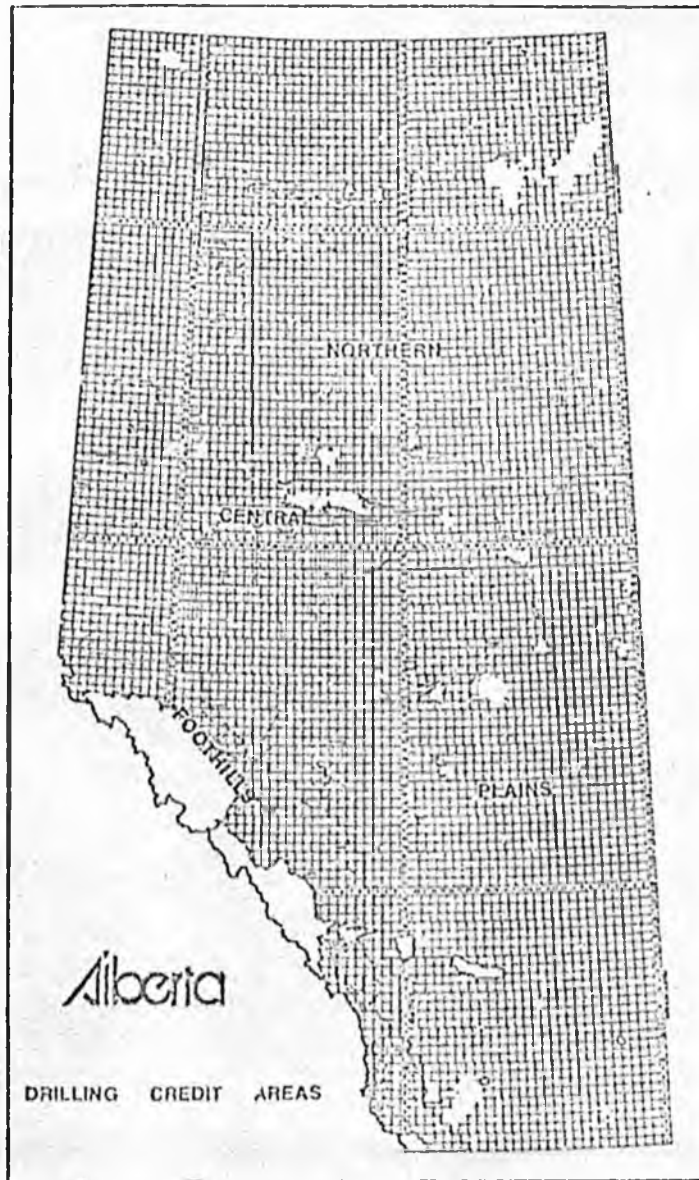 NORTHERN
CENTRAL
FOOTHILLS
PLAINS
Alberta
DRILLING CREDIT AREAS